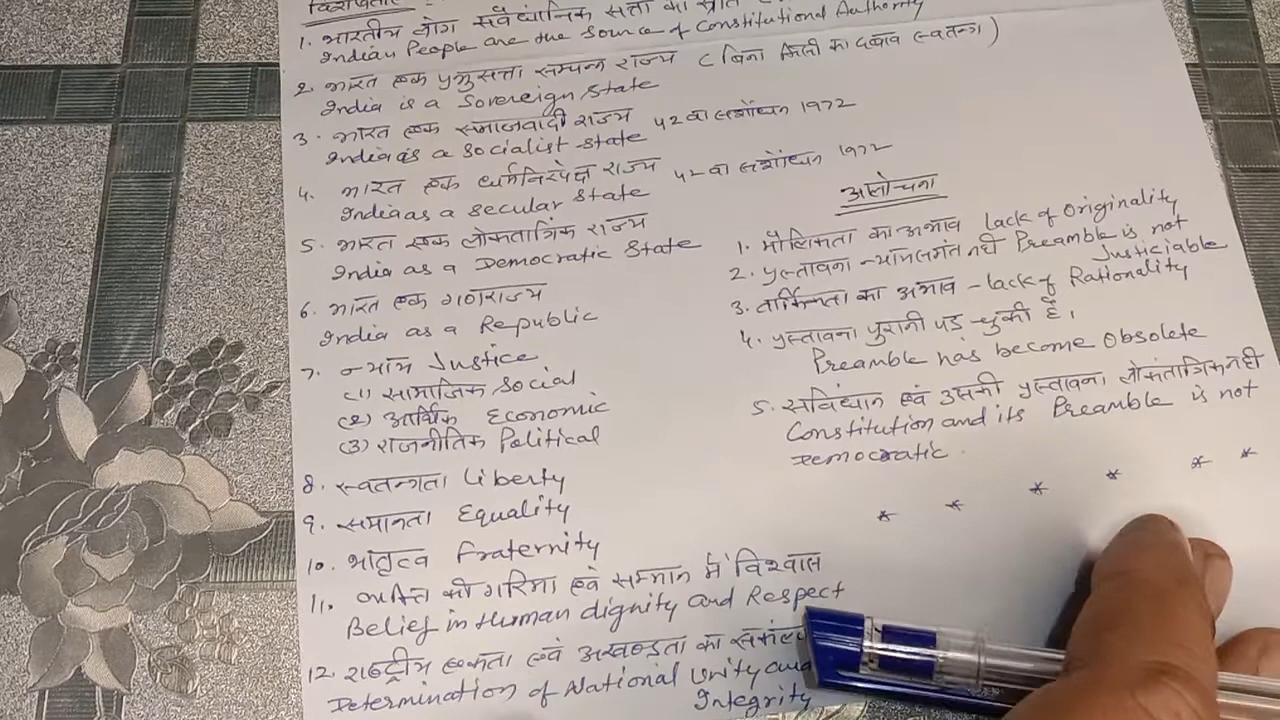 विशेषताएँ
1. भारतीय लोग संवैधानिक सत्ता का स्रोत
Indian People are the Source of Constitutional Authority
2. भारत एक प्रभुसत्ता सम्पन्न राज्य (बिना किसी का दबाव स्वतन्त्र)
India is a Sovereign State
3. भारत एक समाजवादी राज्य 42वा संशोधन 1972
India as a Socialist State
4. भारत एक धर्मनिरपेक्ष राज्य 42वा संशोधन 1972
India as a Secular State
5. भारत एक लोकतांत्रिक राज्य
India as a Democratic State
6. भारत एक गणराज्य
India as a Republic
7. न्याय Justice
(1) सामाजिक Social
(2) आर्थिक Economic
(3) राजनीतिक Political
8. स्वतन्त्रता Liberty
9. समानता Equality
10. भ्रातृत्व Fraternity
11. व्यक्ति की गरिमा एवं सम्मान में विश्वास
Belief in Human dignity and Respect
12. राष्ट्रीय एकता एवं अखण्डता का
Determination of National Unity and
Integrity
आलोचना
1. मौलिकता का अभाव Lack of Originality
2. प्रस्तावना न्यायसंगत नहीं Preamble is not
Justiciable
3. तार्किकता का अभाव - lack of Rationality
4. प्रस्तावना पुरानी पड़ चुकी है।
Preamble has become Obsolete
5. संविधान एवं उसकी प्रस्तावना लोकतांत्रिक नही
Constitution and its Preamble is not
Democratic.
* * * * * *